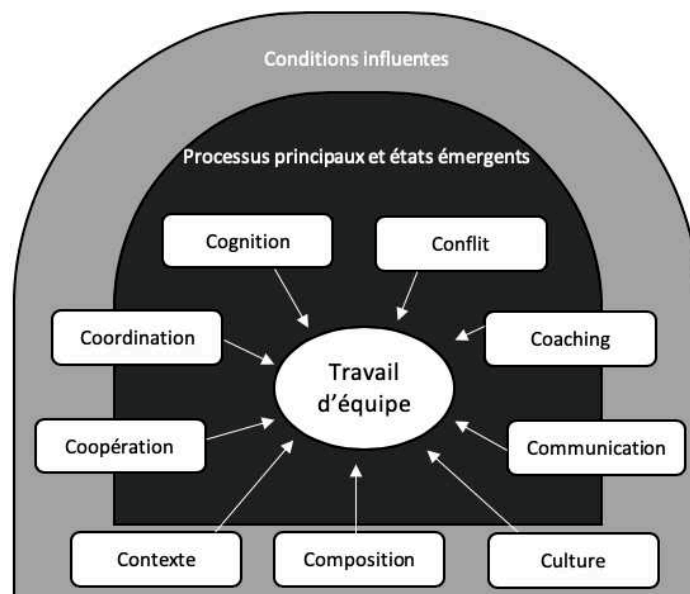 Conditions influentes
Processus principaux et états émergents
Cognition
Conflit
Coordination
Coaching
Travail
d'équipe
Coopération
Communication
Contexte
Composition
Culture